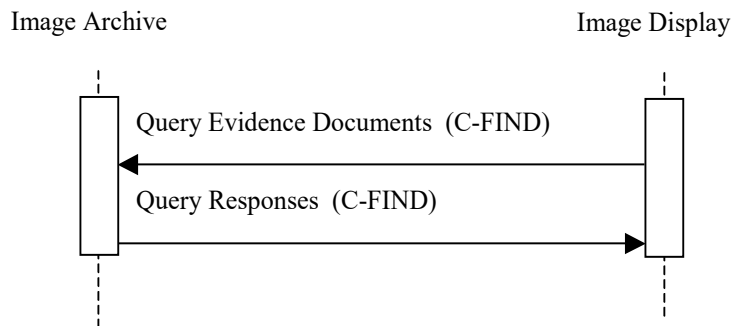 Image Archive
Image Display
Query Evidence Documents (C-FIND)
Query Responses (C-FIND)